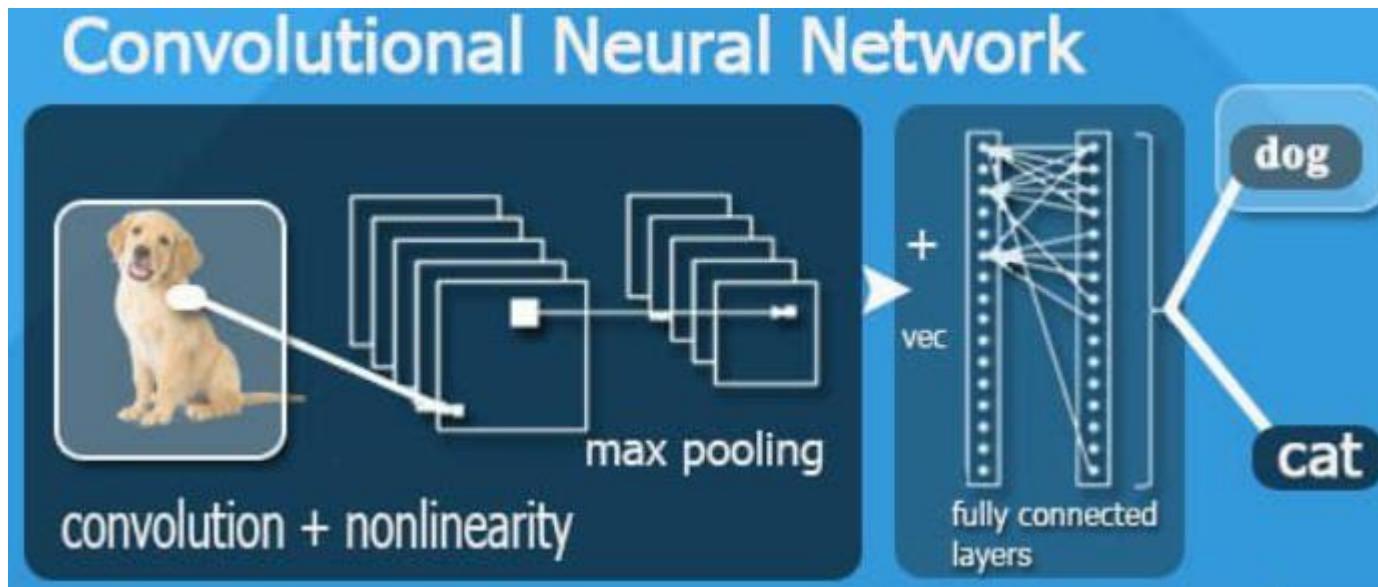 Convolutional Neural Network
dog
+
vec
max pooling
cat
convolution + nonlinearity
fully connected
layers